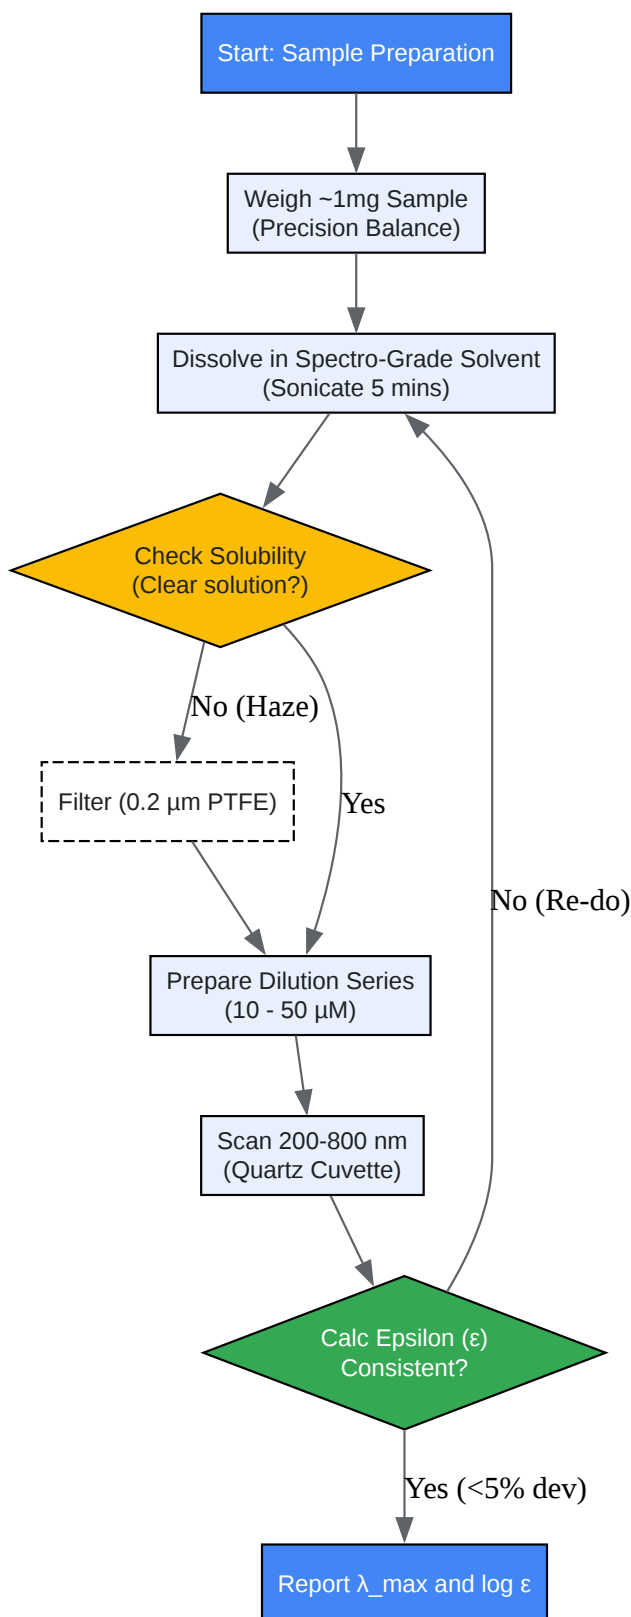 Start: Sample Preparation
Weigh ~1mg Sample
(Precision Balance)
Dissolve in Spectro-Grade Solvent
(Sonicate 5 mins)
Check Solubility
(Clear solution?)
No (Haze)
Filter (0.2 µm PTFE)
Yes
No (Re-do)
Prepare Dilution Series
(10 - 50 µM)
Scan 200-800 nm
(Quartz Cuvette)
Calc Epsilon (ε)
Consistent?
Yes (<5% dev)
Report λ_max and log ε